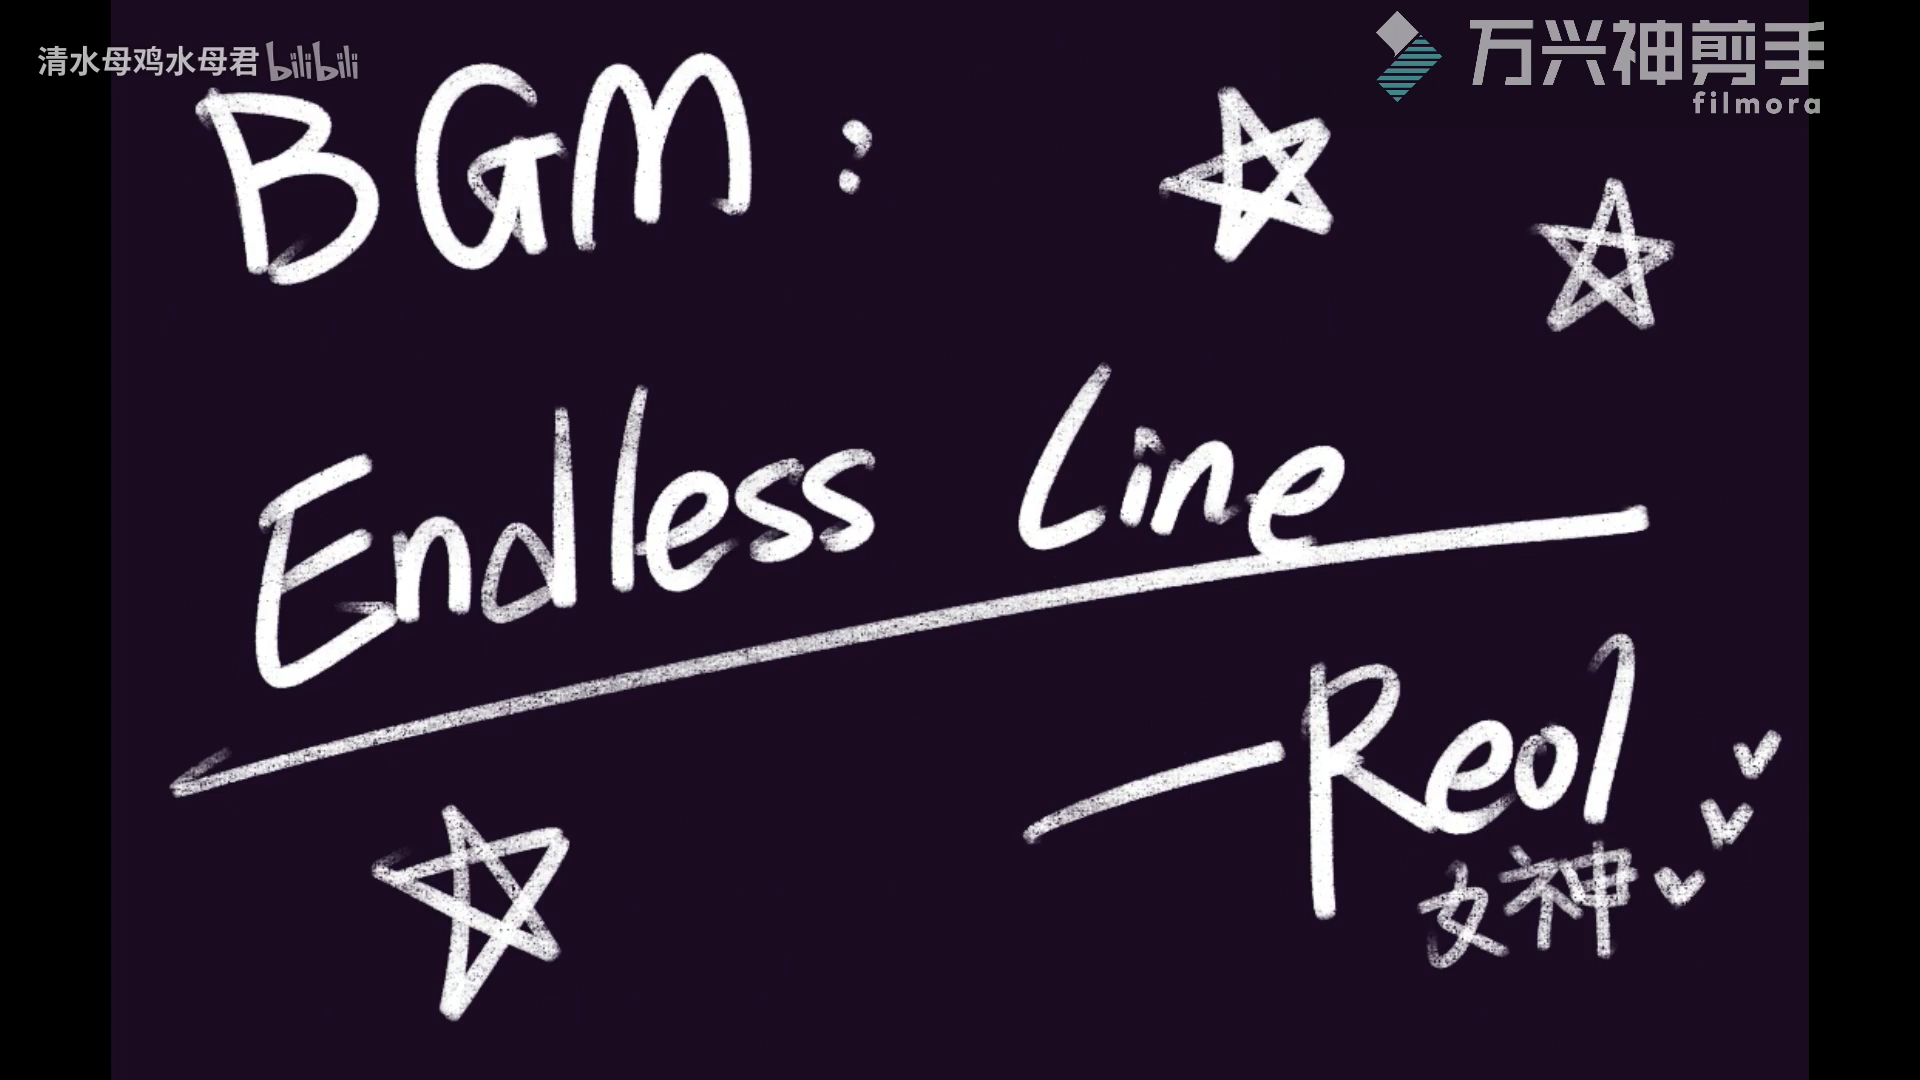 清水母鸡水母君 bilibili
万兴神剪手
filmora
BGM:
Endless Line
—Reol
女神